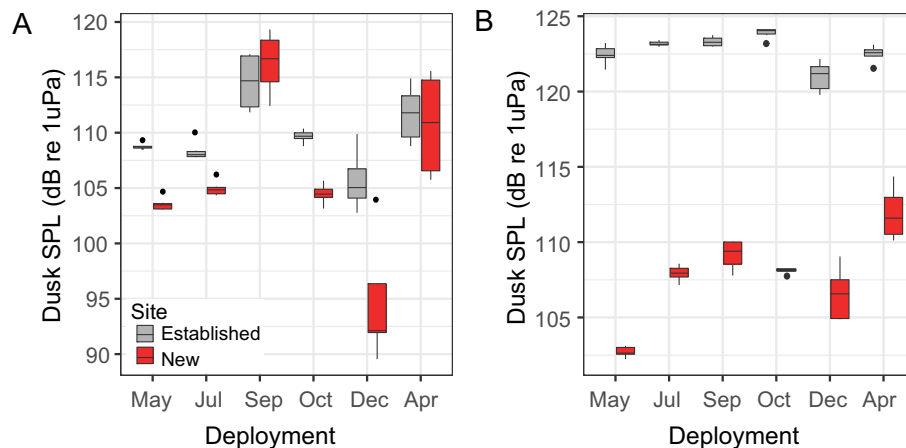 A
Dusk SPL (dB re 1uPa)
120
115
110
105
100
95
90
Site
Established
New
May Jul Sep Oct Dec Apr
Deployment
B
Dusk SPL (dB re 1uPa)
125
120
115
110
105
May Jul Sep Oct Dec Apr
Deployment